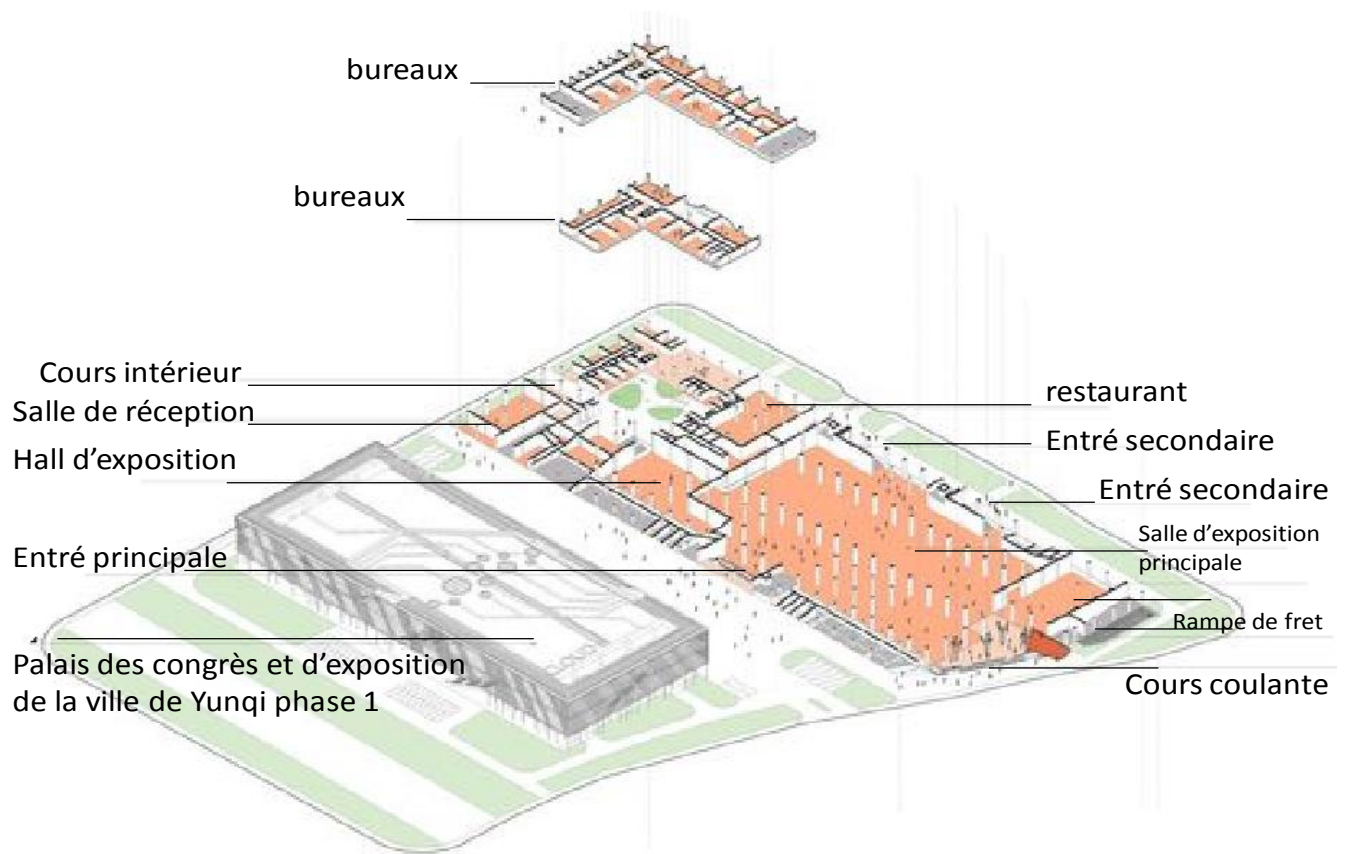 bureaux
bureaux
Cours intérieur
Salle de réception
Hall d’exposition
Entré principale
Palais des congrès et d’exposition
de la ville de Yunqi phase 1
restaurant
Entré secondaire
Entré secondaire
Salle d’exposition
principale
Rampe de fret
Cours coulante